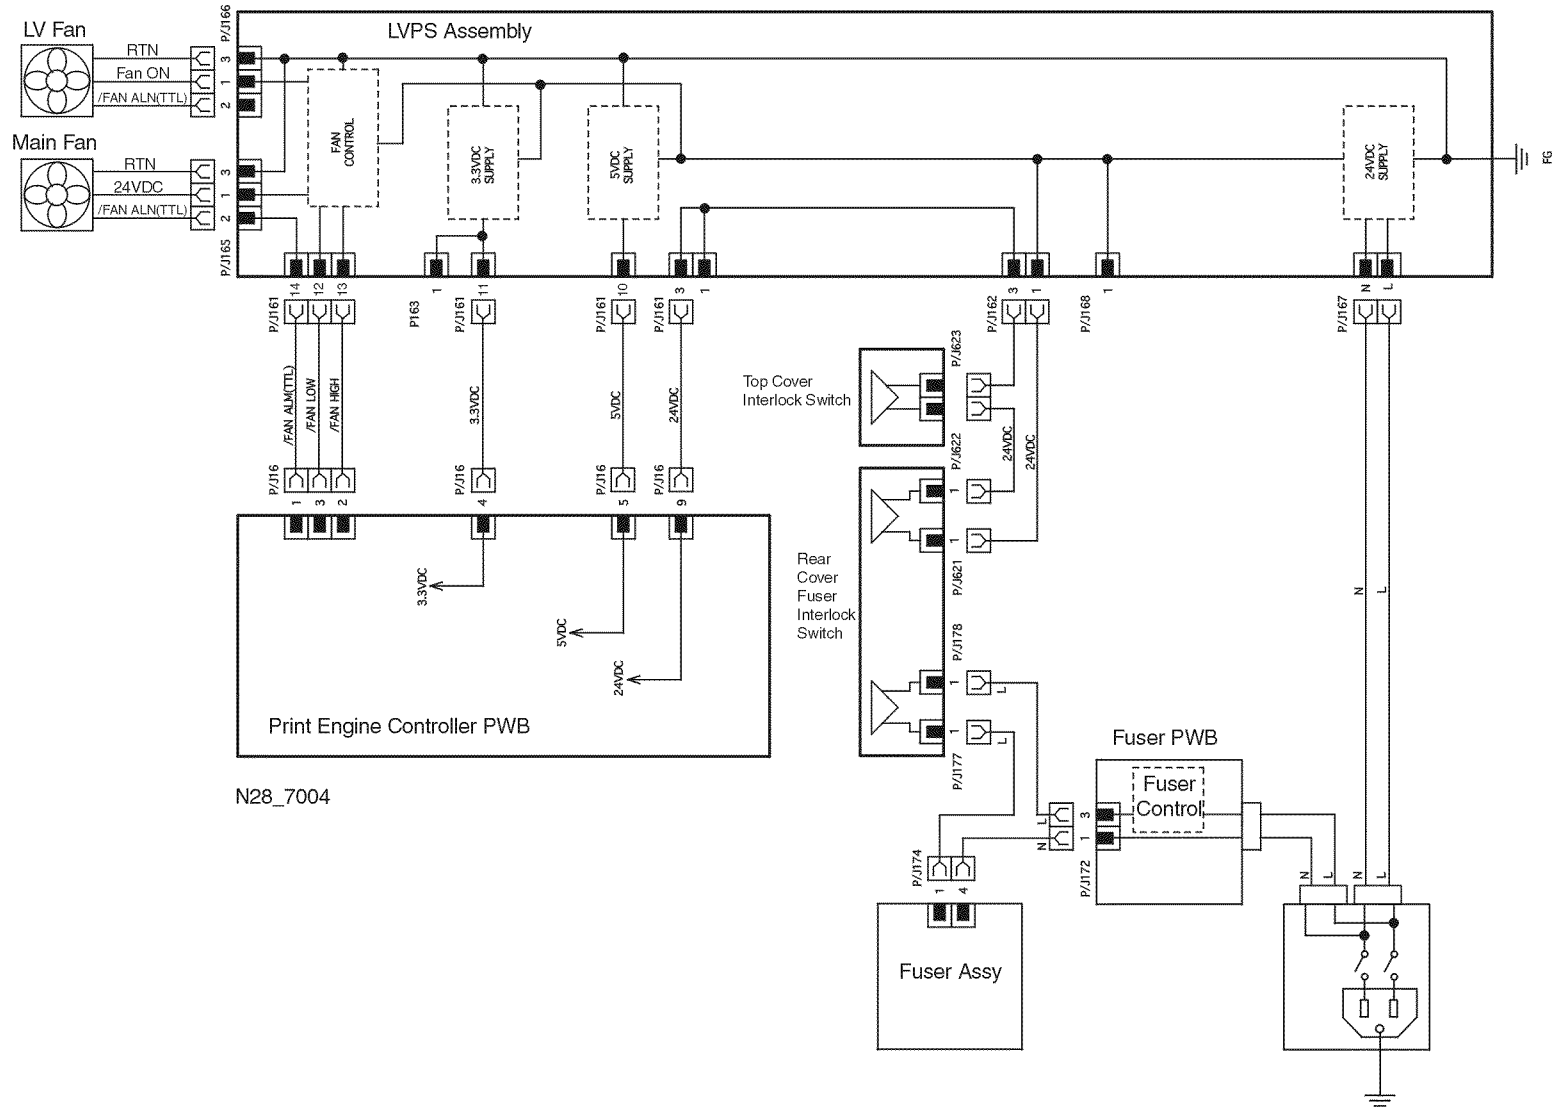 LV Fan
P/J166
LVPS Assembly
RTN
3
Fan ON
1
/FAN ALN(TTL)
2
Main Fan
RTN
3
24VDC
1
/FAN ALN(TTL)
2
P/J165
FAN
CONTROL
3.3VDC
SUPPLY
5VDC
SUPPLY
24VDC
SUPPLY
FG
P/J161
14
12
13
P163
1
P/J161
11
P/J161
10
P/J161
3
1
P/J162
3
1
P/J168
1
P/J167
N
L
/FAN ALM(TTL)
/FAN LOW
/FAN HIGH
3.3VDC
5VDC
24VDC
P/J16
1
3
2
P/J16
4
P/J16
5
P/J16
9
3.3VDC
5VDC
24VDC
Print Engine Controller PWB
N28_7004
Top Cover
Interlock Switch
P/J623
P/J622
24VDC
24VDC
1
1
P/J621
Rear
Cover
Fuser
Interlock
Switch
P/J178
1
L
1
L
P/J177
N
L
Fuser PWB
Fuser
Control
L
3
N
1
P/J172
P/J174
1
4
Fuser Assy
N
L
N
L